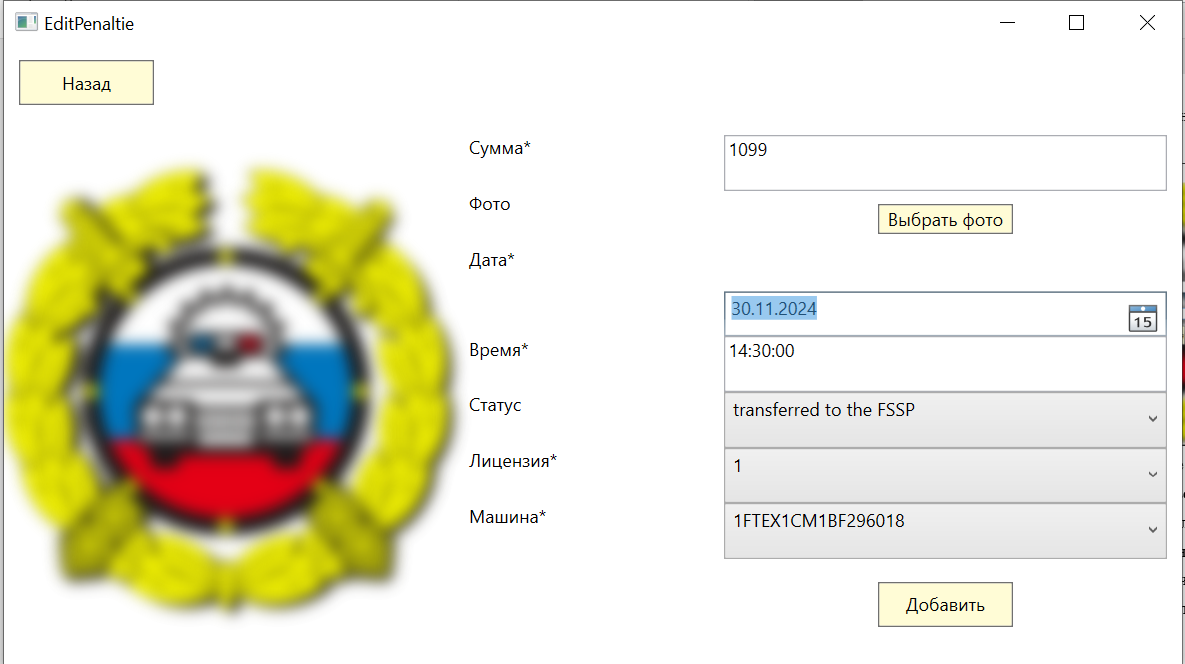 EditPenaltie
Назад
Сумма*
1099
Фото
Выбрать фото
Дата*
30.11.2024
15
Время*
14:30:00
Статус
transferred to the FSSP
Лицензия*
1
Машина*
1FTEX1CM1BF296018
Добавить